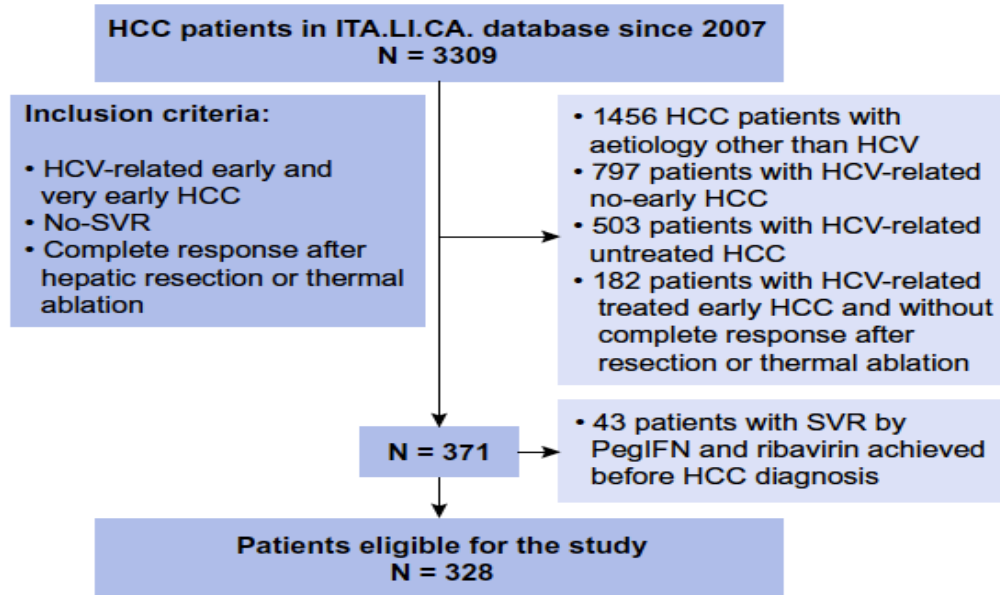 HCC patients in ITA.LI.CA. database since 2007
N = 3309
Inclusion criteria:
• HCV-related early and
very early HCC
• No-SVR
• Complete response after
hepatic resection or thermal
ablation
• 1456 HCC patients with
aetiology other than HCV
• 797 patients with HCV-related
no-early HCC
• 503 patients with HCV-related
untreated HCC
• 182 patients with HCV-related
treated early HCC and without
complete response after
resection or thermal ablation
N = 371
• 43 patients with SVR by
PegIFN and ribavirin achieved
before HCC diagnosis
Patients eligible for the study
N = 328